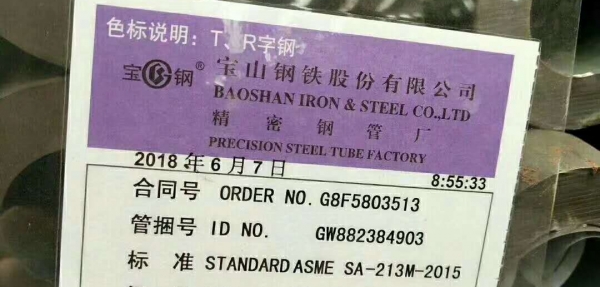 色标说明：T、R字钢
宝钢® 宝山钢铁股份有限公司
BAOSHAN IRON & STEEL CO.,LTD
精密钢管厂
PRECISION STEEL TUBE FACTORY
2018年6月7日 8:55:33
合同号 ORDER NO. G8F5803513
管捆号 ID NO. GW882384903
标 准 STANDARD ASME SA-213M-2015